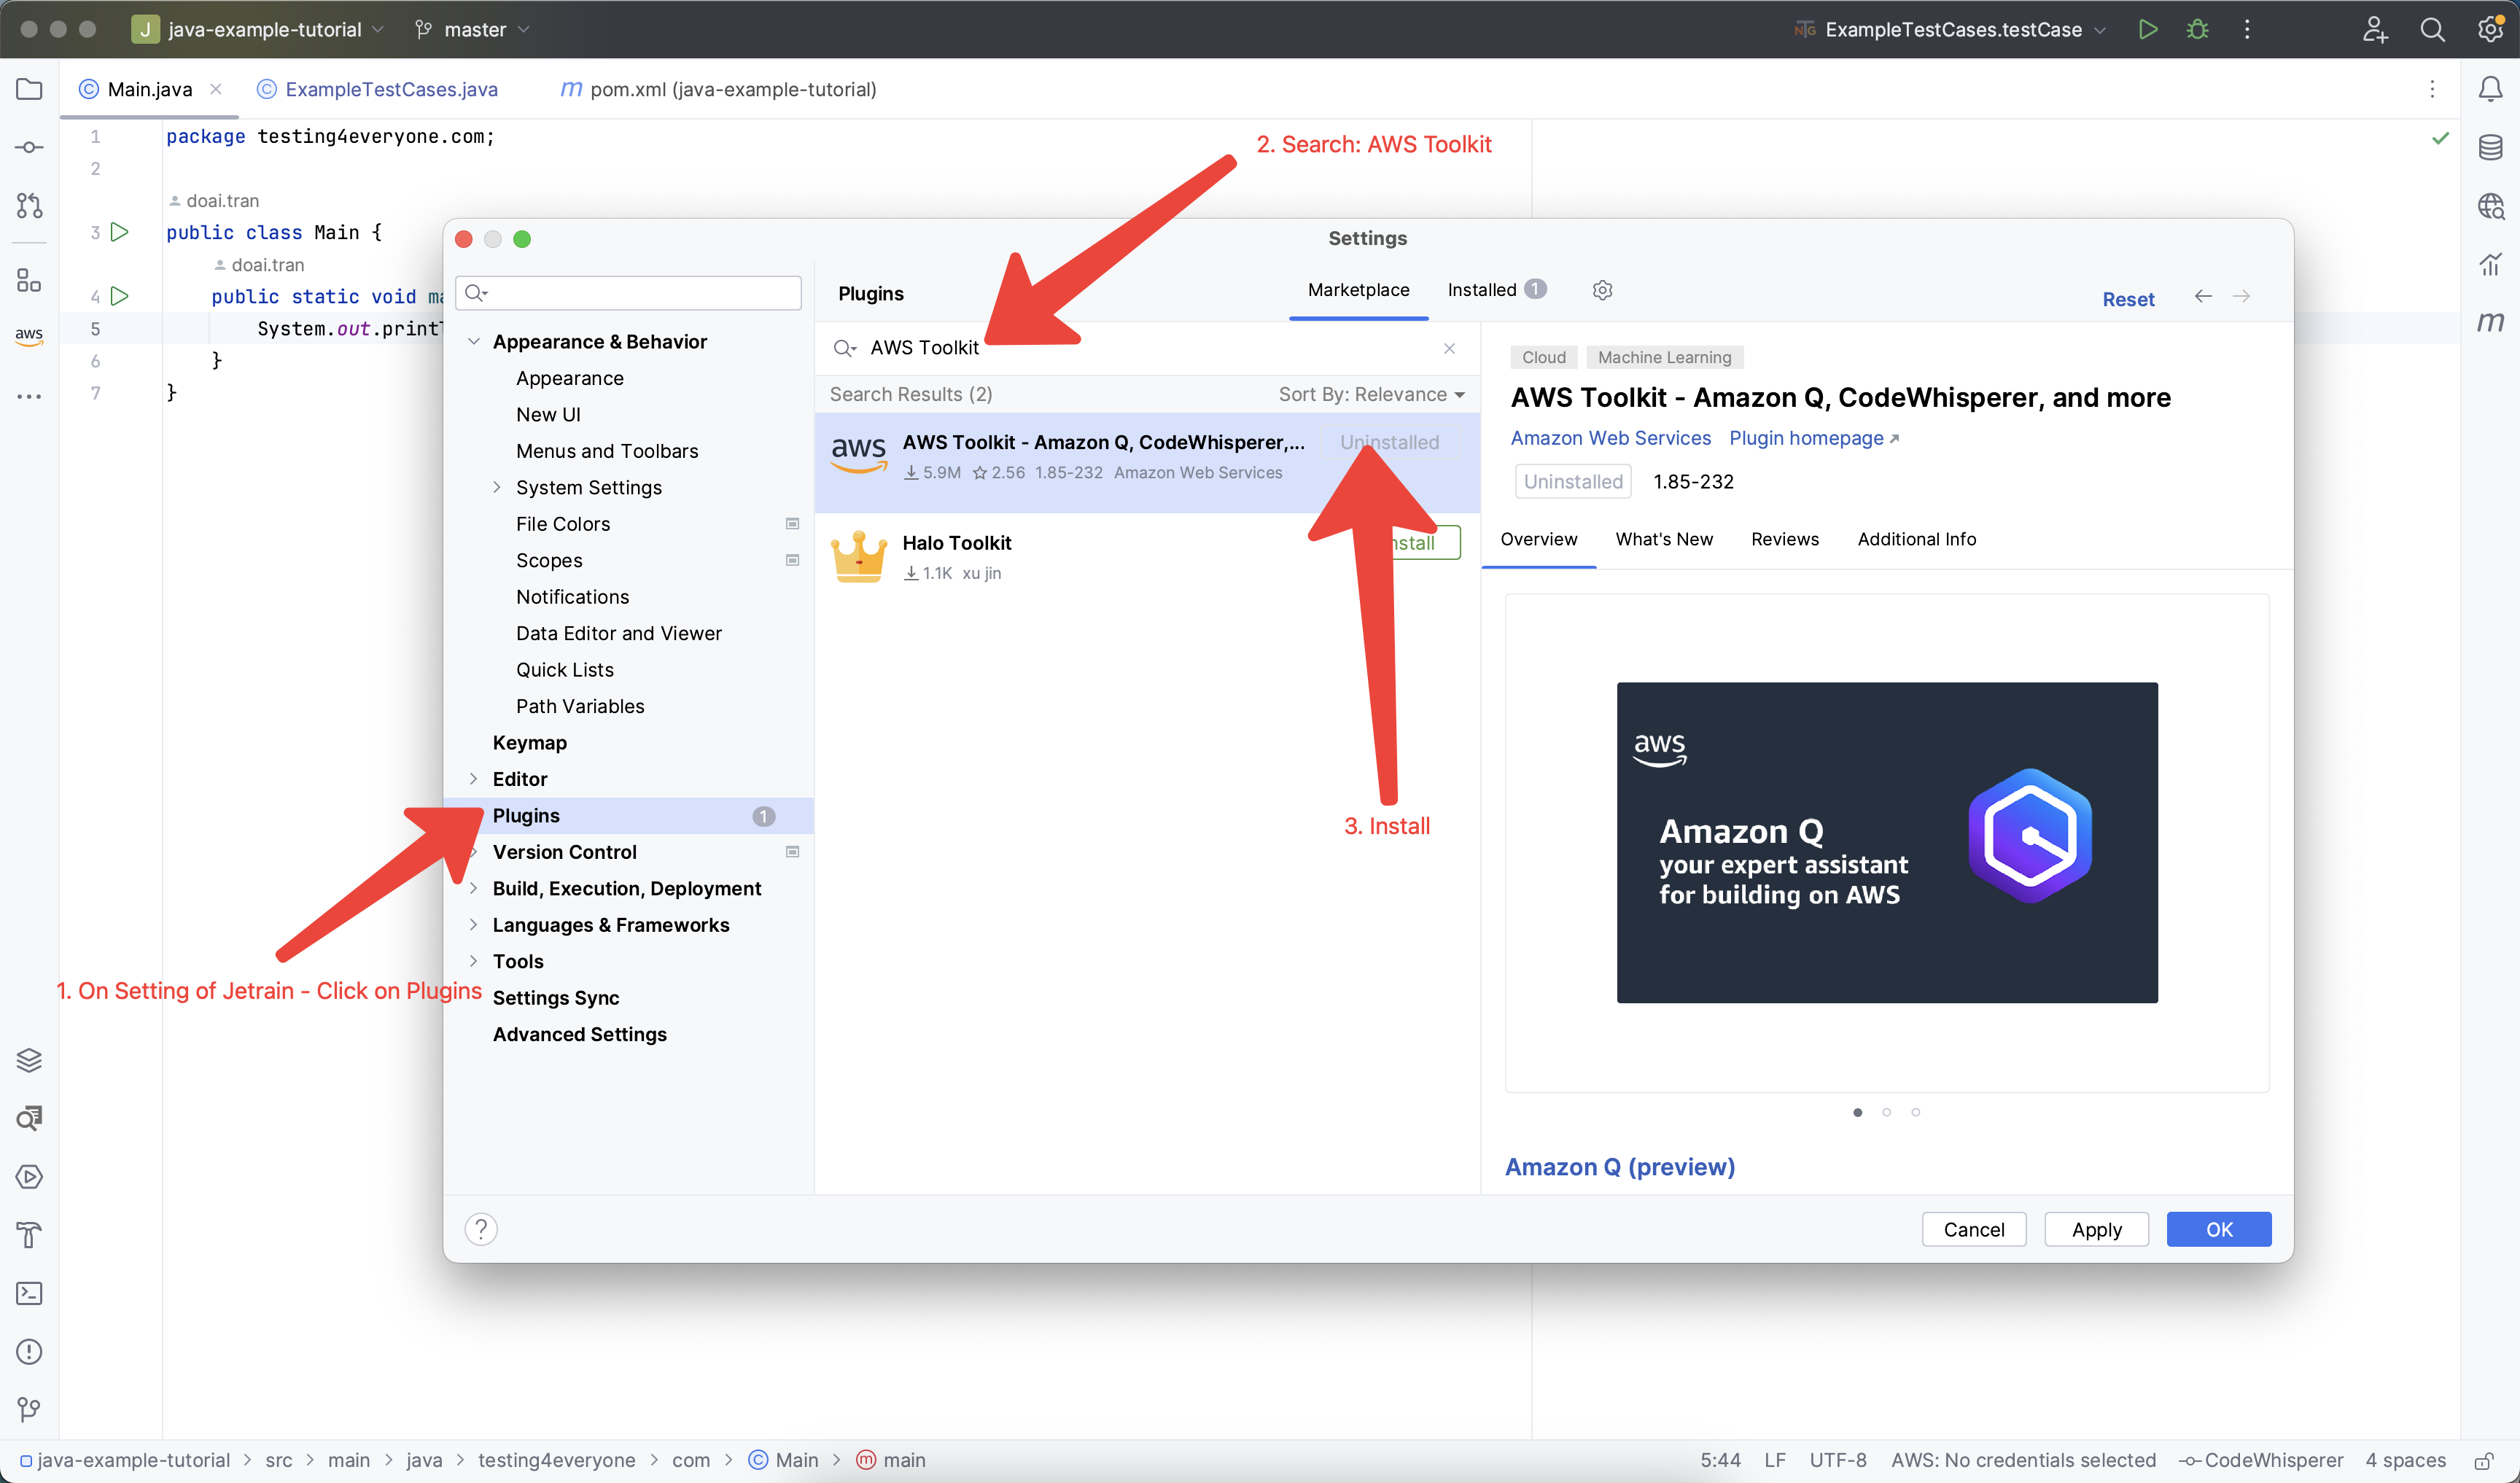 J java-example-tutorial master
ExampleTestCases.testCase
Main.java ExampleTestCases.java pom.xml (java-example-tutorial)
1 package testing4everyone.com;
2
doai.tran
3 public class Main {
doai.tran
4 public static void
5 System.out.print
6 }
7 }
aws
2. Search: AWS Toolkit
Settings
Plugins Marketplace Installed 1 Reset
Appearance & Behavior
Appearance
New UI
Menus and Toolbars
System Settings
File Colors
Scopes
Notifications
Data Editor and Viewer
Quick Lists
Path Variables
Keymap
Editor
Plugins 1
Version Control
Build, Execution, Deployment
Languages & Frameworks
Tools
Settings Sync
Advanced Settings
1. On Setting of Jetrain - Click on Plugins
AWS Toolkit
Search Results (2) Sort By: Relevance
aws
AWS Toolkit - Amazon Q, CodeWhisperer,... Uninstalled
5.9M 2.56 1.85-232 Amazon Web Services
Halo Toolkit
1.1K xu jin
3. Install
Cloud Machine Learning
AWS Toolkit - Amazon Q, CodeWhisperer, and more
Amazon Web Services Plugin homepage
Uninstalled 1.85-232
Overview What's New Reviews Additional Info
aws
Amazon Q
your expert assistant
for building on AWS
Amazon Q (preview)
? Cancel Apply OK
java-example-tutorial > src > main > java > testing4everyone > com > Main > main
5:44 LF UTF-8 AWS: No credentials selected CodeWhisperer 4 spaces